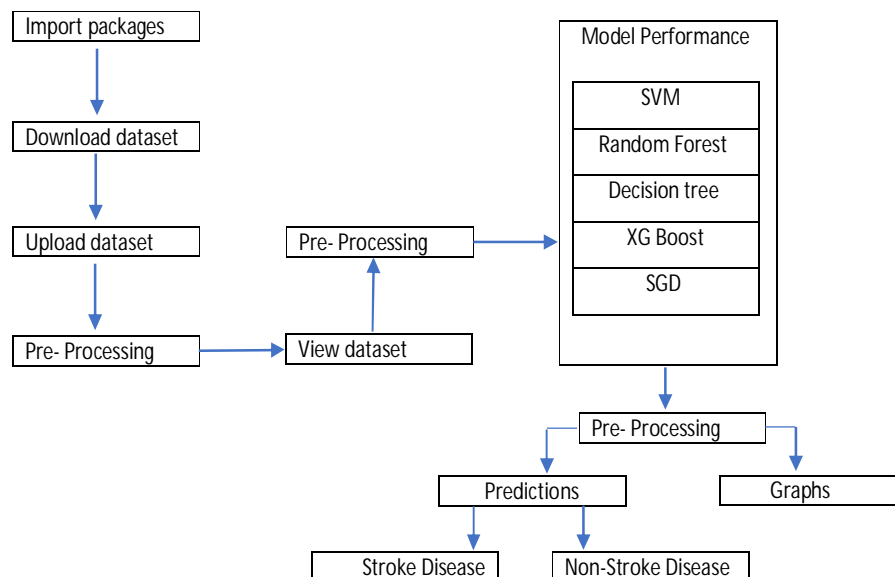 Import packages
Download dataset
Upload dataset
Pre- Processing
View dataset
Pre- Processing
Model Performance
SVM
Random Forest
Decision tree
XG Boost
SGD
Pre- Processing
Predictions
Graphs
Stroke Disease
Non-Stroke Disease